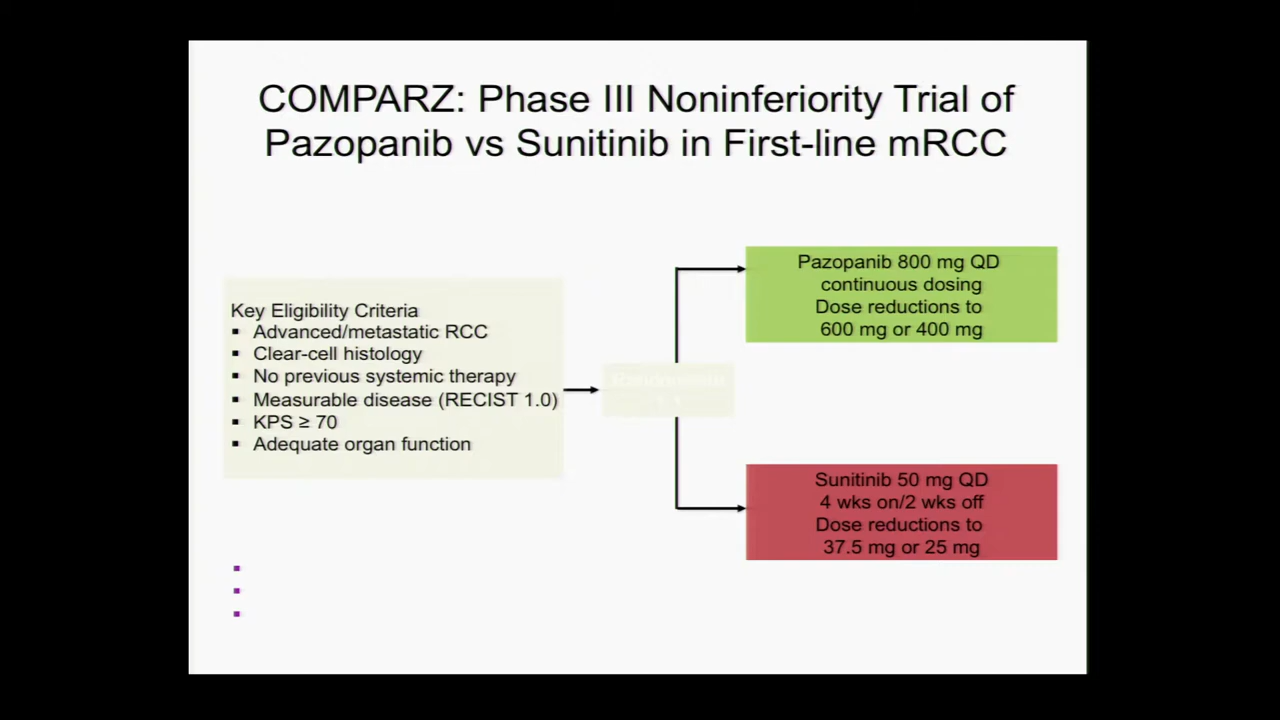 COMPARZ: Phase III Noninferiority Trial of
Pazopanib vs Sunitinib in First-line mRCC
Key Eligibility Criteria
▪ Advanced/metastatic RCC
▪ Clear-cell histology
▪ No previous systemic therapy
▪ Measurable disease (RECIST 1.0)
▪ KPS ≥ 70
▪ Adequate organ function
Pazopanib 800 mg QD
continuous dosing
Dose reductions to
600 mg or 400 mg
Sunitinib 50 mg QD
4 wks on/2 wks off
Dose reductions to
37.5 mg or 25 mg